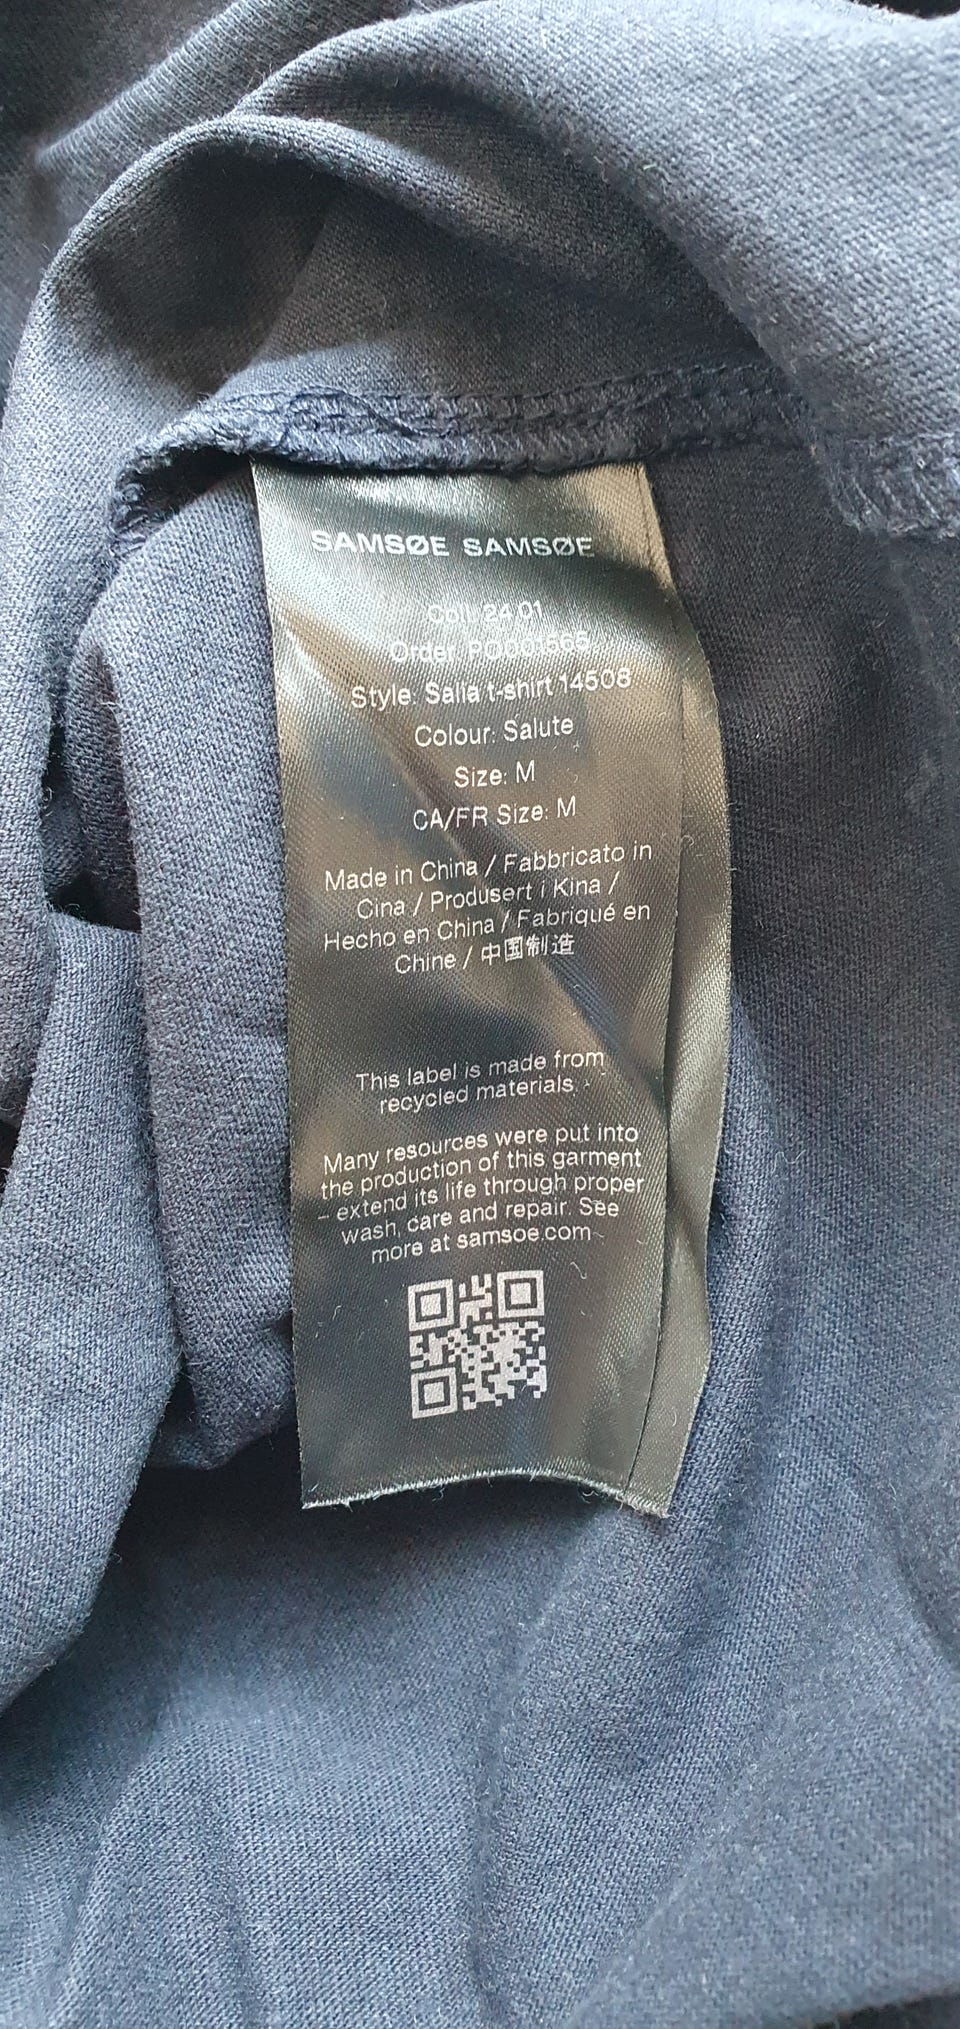 SAMSØE SAMSØE
Coll: 24.01
Order: PO001565
Style: Salia t-shirt 14508
Colour: Salute
Size: M
CA/FR Size: M
Made in China / Fabbricato in
Cina / Produsert i Kina /
Hecho en China / Fabriqué en
Chine / 中国制造
This label is made from
recycled materials.
Many resources were put into
the production of this garment
– extend its life through proper
wash, care and repair. See
more at samsoe.com